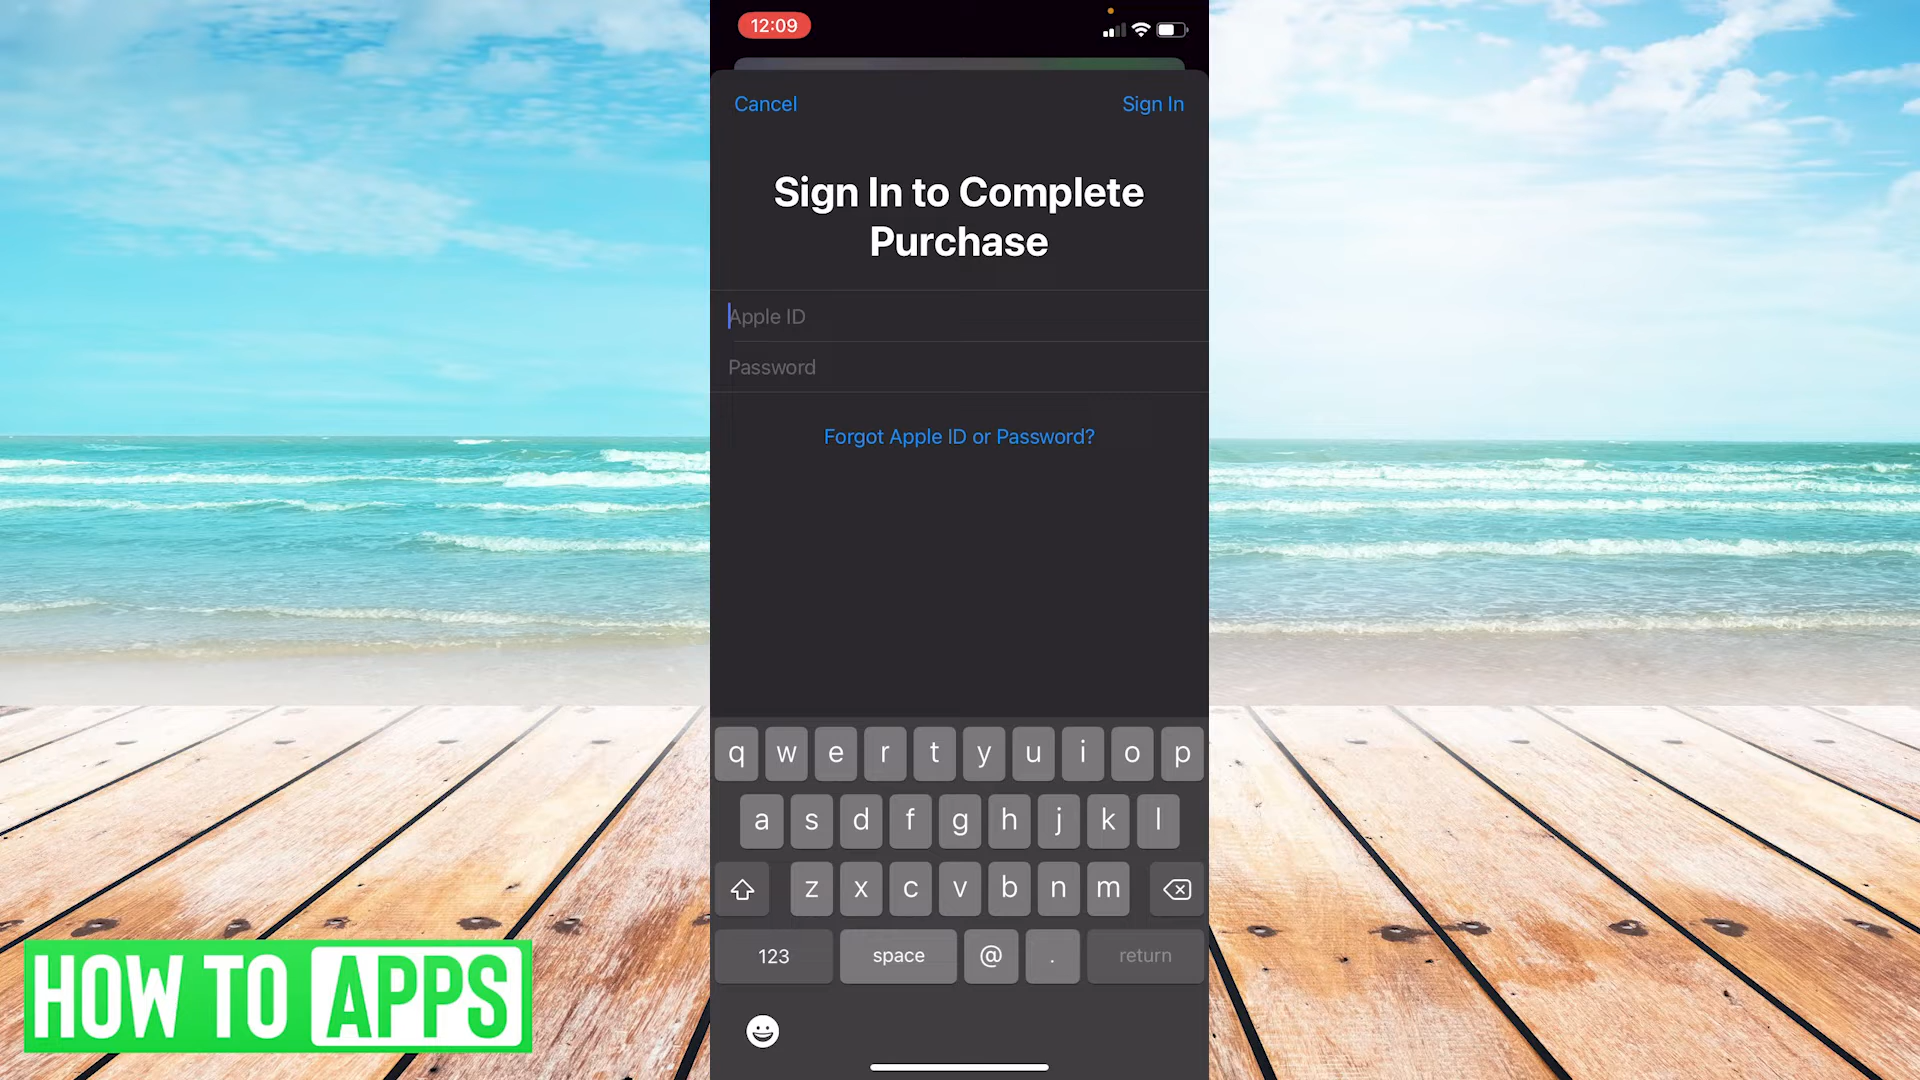 12:09
Cancel
Sign In
Sign In to Complete
Purchase
Apple ID
Password
Forgot Apple ID or Password?
q w e r t y u i o p
a s d f g h j k l
z x c v b n m
123 space @ . return
HOW TO APPS